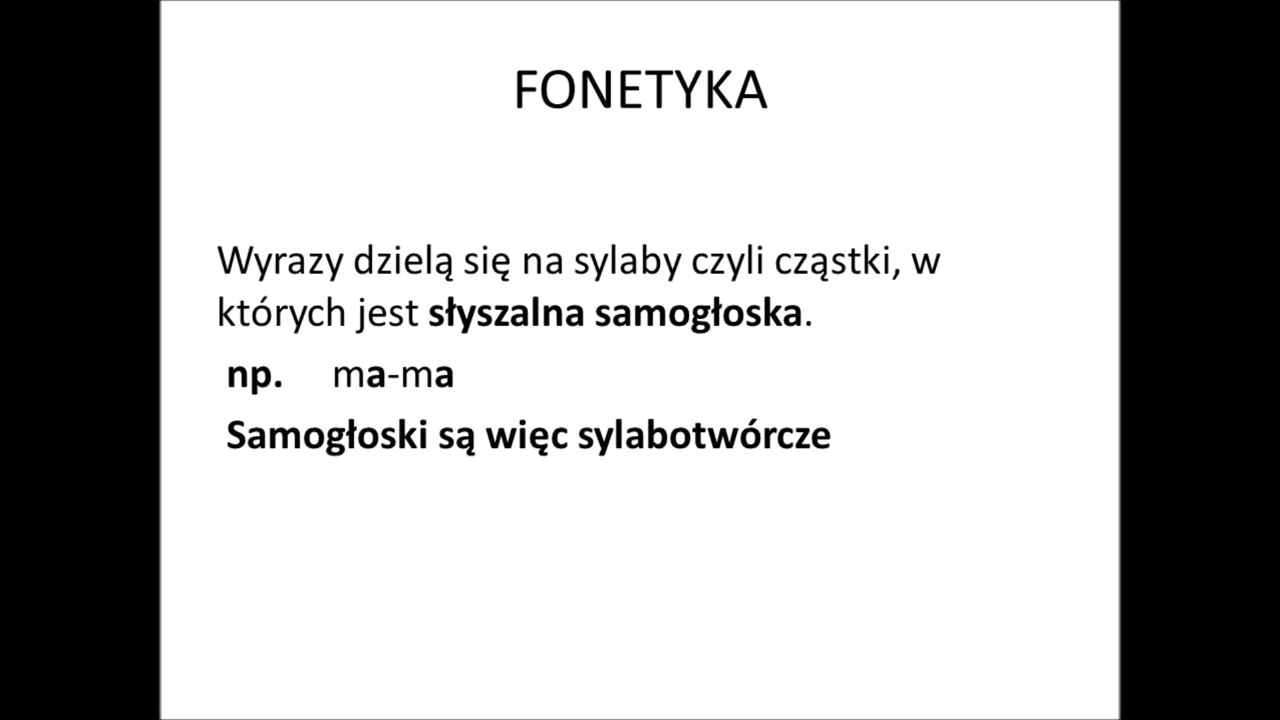 FONETYKA
Wyrazy dzielą się na sylaby czyli cząstki, w
których jest słyszalna samogłoska.
np. ma-ma
Samogłoski są więc sylabotwórcze